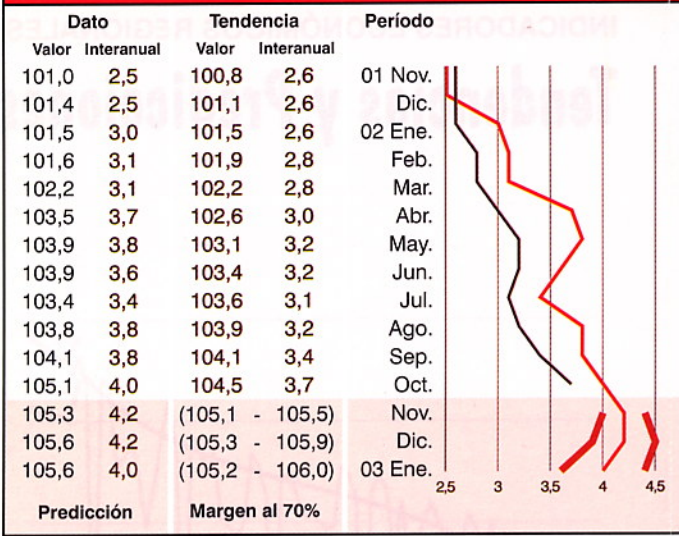 Dato Tendencia Período
Valor Interanual Valor Interanual
101,0 2,5 100,8 2,6 01 Nov.
101,4 2,5 101,1 2,6 Dic.
101,5 3,0 101,5 2,6 02 Ene.
101,6 3,1 101,9 2,8 Feb.
102,2 3,1 102,2 2,8 Mar.
103,5 3,7 102,6 3,0 Abr.
103,9 3,8 103,1 3,2 May.
103,9 3,6 103,4 3,2 Jun.
103,4 3,4 103,6 3,1 Jul.
103,8 3,8 103,9 3,2 Ago.
104,1 3,8 104,1 3,4 Sep.
105,1 4,0 104,5 3,7 Oct.
105,3 4,2 (105,1 - 105,5) Nov.
105,6 4,2 (105,3 - 105,9) Dic.
105,6 4,0 (105,2 - 106,0) 03 Ene.
2,5 3 3,5 4 4,5
Predicción Margen al 70%
INDICADORES ECONÓMICOS REGIONALES
Tendencias y Predicciones